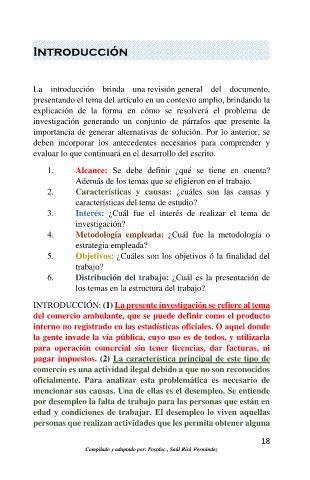 INTRODUCCIÓN
La introducción brinda una revisión general del documento,
presentando el tema del artículo en un contexto amplio, brindando la
explicación de la forma en cómo se resolverá el problema de
investigación generando un conjunto de párrafos que presente la
importancia de generar alternativas de solución. Por lo anterior, se
deben incorporar los antecedentes necesarios para comprender y
evaluar lo que continuará en el desarrollo del escrito.
1. Alcance: Se debe definir ¿qué se tiene en cuenta?
Además de los temas que se eligieron en el trabajo.
2. Características y causas: ¿cuáles son las causas y
características del tema de estudio?
3. Interés: ¿Cuál fue el interés de realizar el tema de
investigación?
4. Metodología empleada: ¿Cuál fue la metodología o
estrategia empleada?
5. Objetivos: ¿Cuáles son los objetivos ó la finalidad del
trabajo?
6. Distribución del trabajo: ¿Cuál es la presentación de
los temas en la estructura del trabajo?
INTRODUCCIÓN: (1) La presente investigación se refiere al tema
del comercio ambulante, que se puede definir como el producto
interno no registrado en las estadísticas oficiales. O aquel donde
la gente invade la vía pública, cuyo uso es de todos, y utilizarla
para operación comercial sin tener licencias, dar facturas, ni
pagar impuestos. (2) La característica principal de este tipo de
comercio es una actividad ilegal debido a que no son reconocidos
oficialmente. Para analizar esta problemática es necesario de
mencionar sus causas. Una de ellas es el desempleo. Se entiende
por desempleo la falta de trabajo para las personas que están en
edad y condiciones de trabajar. El desempleo lo viven aquellas
personas que realizan actividades que les permita obtener alguna
18
Compilado y adaptado por: Postdoc., Saúl Rick Fernández